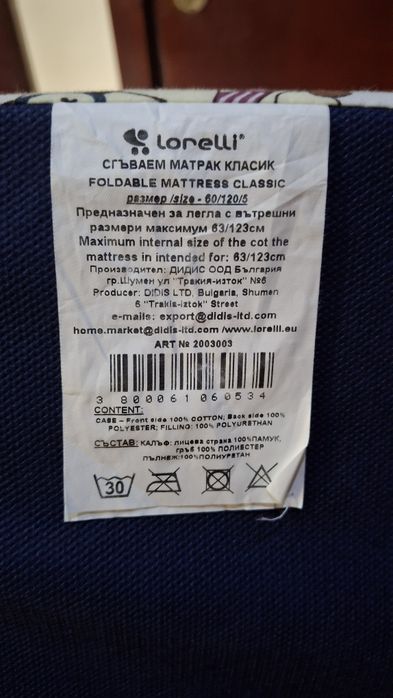 lorelli®
СГЪВАЕМ МАТРАК КЛАСИК
FOLDABLE MATTRESS CLASSIC
размер /size - 60/120/5
Предназначен за легла с вътрешни
размери максимум 63/123см
Maximum internal size of the cot the
mattress in intended for: 63/123cm
Производител: ДИДИС ООД България
гр.Шумен ул "Тракия-изток" №6
Producer: DIDIS LTD, Bulgaria, Shumen
6 "Trakia-iztok" Street
e-mails: export@didis-ltd.com
home.market@didis-ltd.com /www.lorelli.eu
ART № 2003003
3 800061 060534
CONTENT:
CASE – Front side 100% COTTON; Back side 100%
POLYESTER; FILLING: 100% POLYURETHAN
СЪСТАВ: КАЛЪФ: лицева страна 100%ПАМУК,
гръб 100% ПОЛИЕСТЕР
ПЪЛНЕЖ:100%ПОЛИУРЕТАН
30